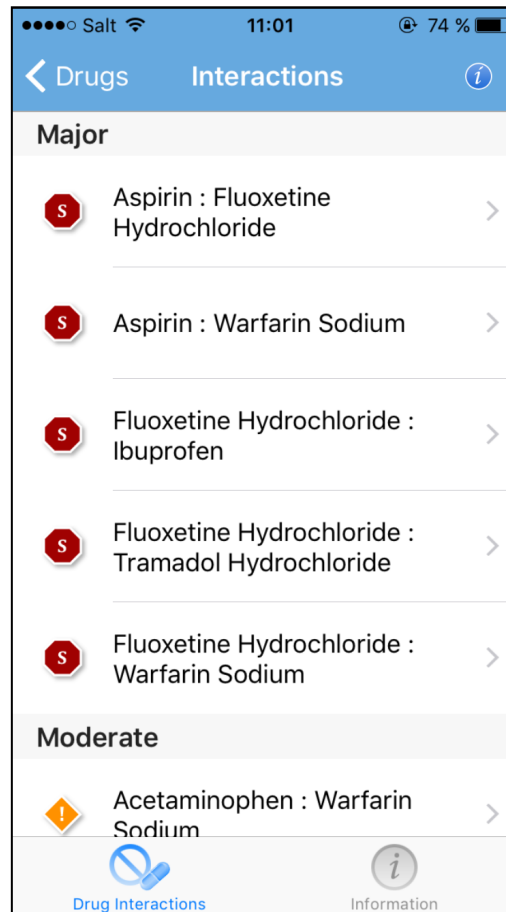 Salt 11:01 74 %
Drugs Interactions i
Major
S Aspirin : Fluoxetine
Hydrochloride
S Aspirin : Warfarin Sodium
S Fluoxetine Hydrochloride :
Ibuprofen
S Fluoxetine Hydrochloride :
Tramadol Hydrochloride
S Fluoxetine Hydrochloride :
Warfarin Sodium
Moderate
! Acetaminophen : Warfarin
Sodium
i
Drug Interactions Information